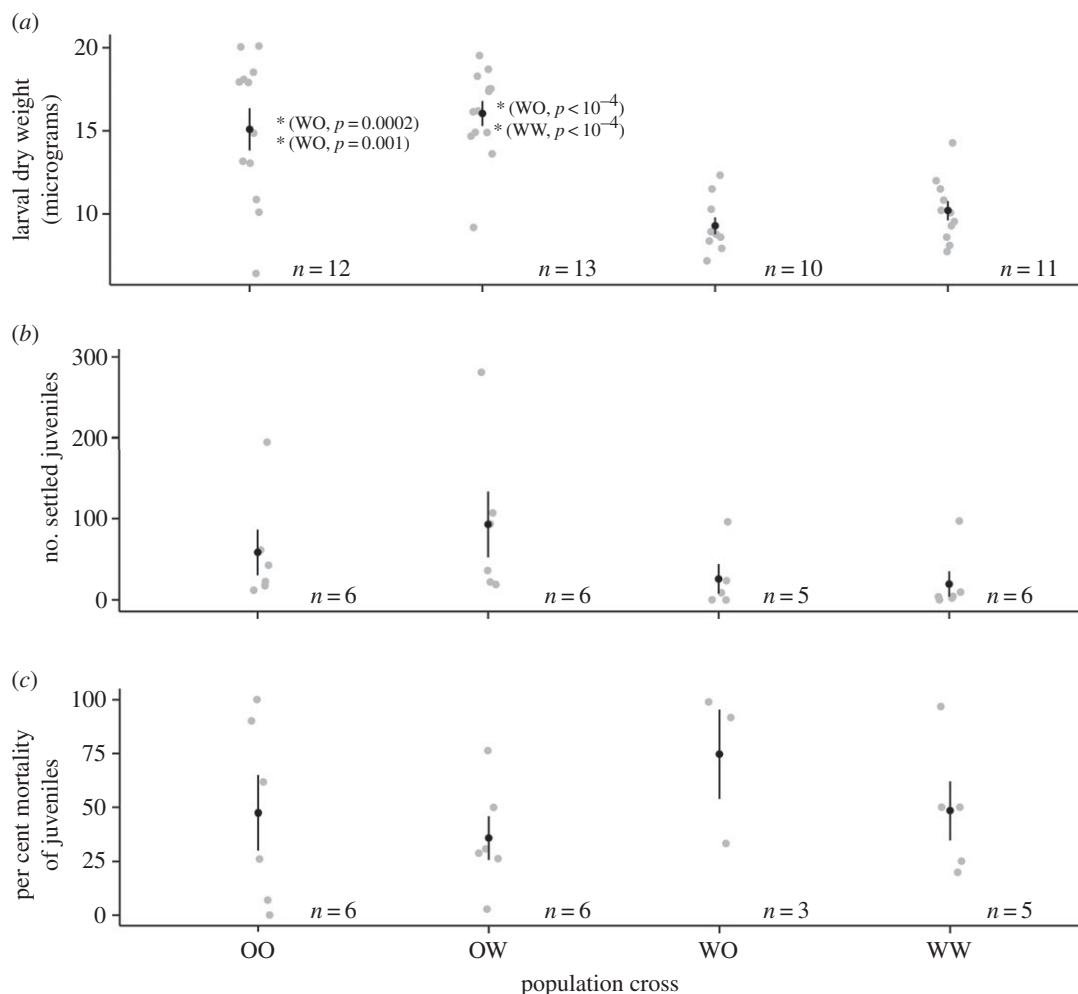 (a)
20
15
10
larval dry weight
(micrograms)
* (WO, p = 0.0002)
* (WO, p = 0.001)
* (WO, p < 10⁻⁴)
* (WW, p < 10⁻⁴)
n = 12
n = 13
n = 10
n = 11
(b)
300
200
100
0
no. settled juveniles
n = 6
n = 6
n = 5
n = 6
(c)
100
75
50
25
0
per cent mortality
of juveniles
n = 6
n = 6
n = 3
n = 5
OO
OW
WO
WW
population cross